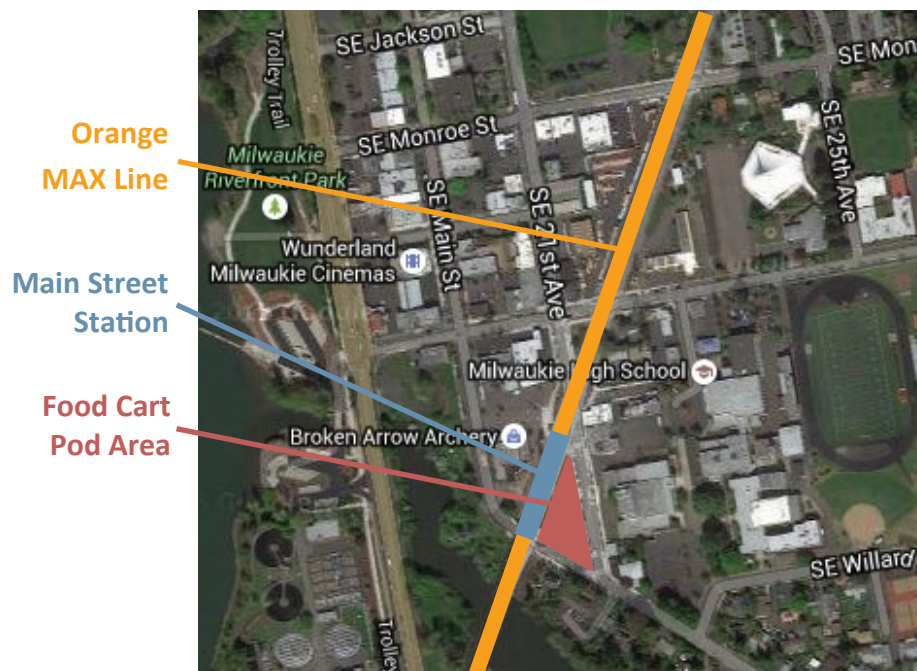 SE Jackson St
Trolley Trail
SE Mon
Orange
MAX Line
SE Monroe St
SE 25th Ave
Milwaukie
Riverfront Park
SE Main St
SE 21st Ave
Wunderland
Milwaukie Cinemas
Main Street
Station
Milwaukie High School
Food Cart
Pod Area
Broken Arrow Archery
SE Willard
Trolley